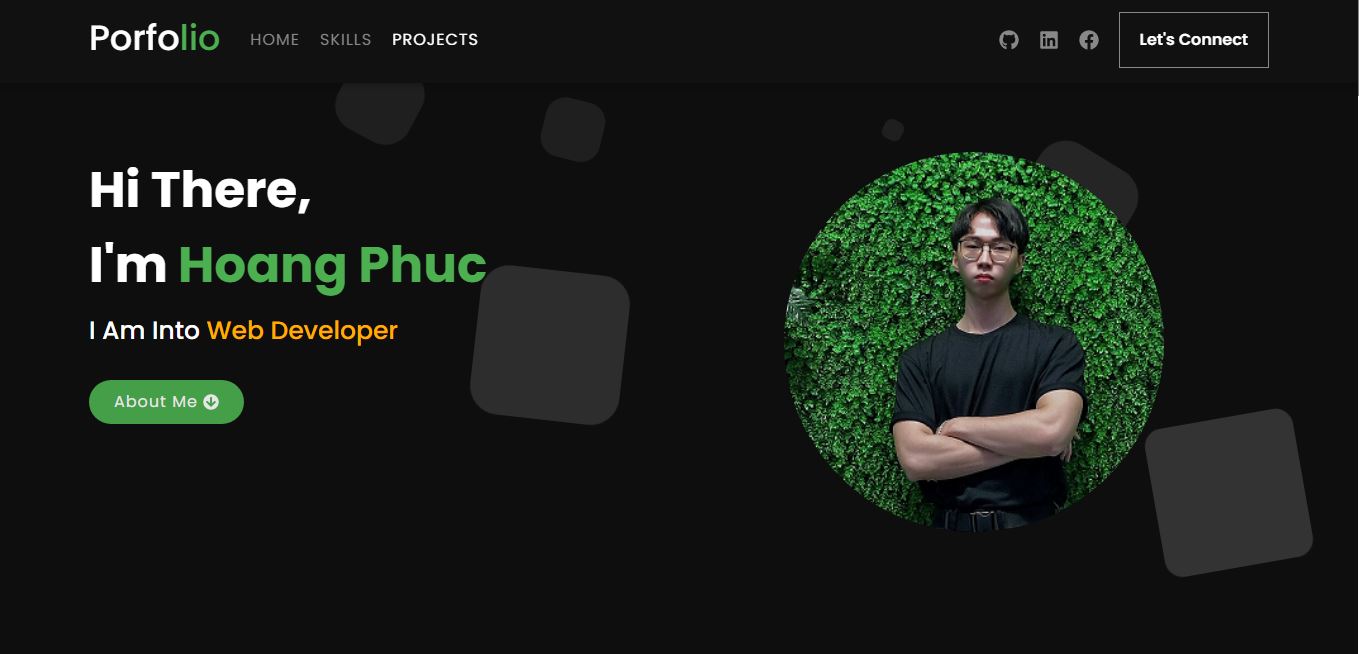 Porfolio
HOME
SKILLS
PROJECTS
Let's Connect
Hi There,
I'm Hoang Phuc
I Am Into Web Developer
About Me